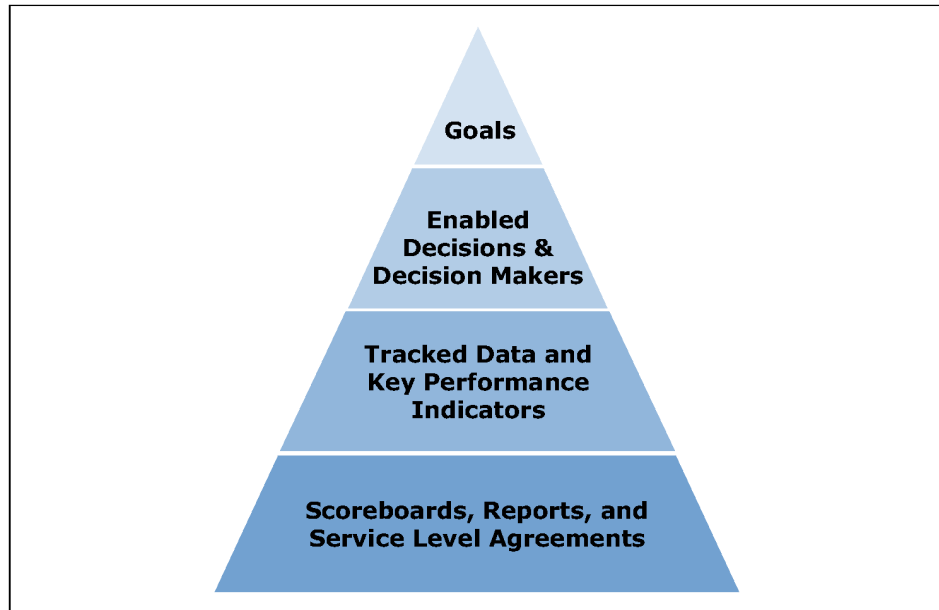 Goals
Enabled
Decisions &
Decision Makers
Tracked Data and
Key Performance
Indicators
Scoreboards, Reports, and
Service Level Agreements